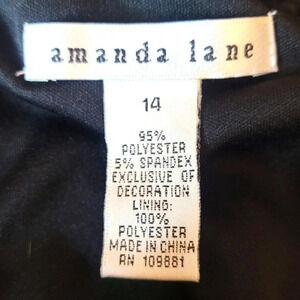 amanda lane
14
95%
POLYESTER
5% SPANDEX
EXCLUSIVE OF
DECORATION
LINING:
100%
POLYESTER
MADE IN CHINA
RN 109881